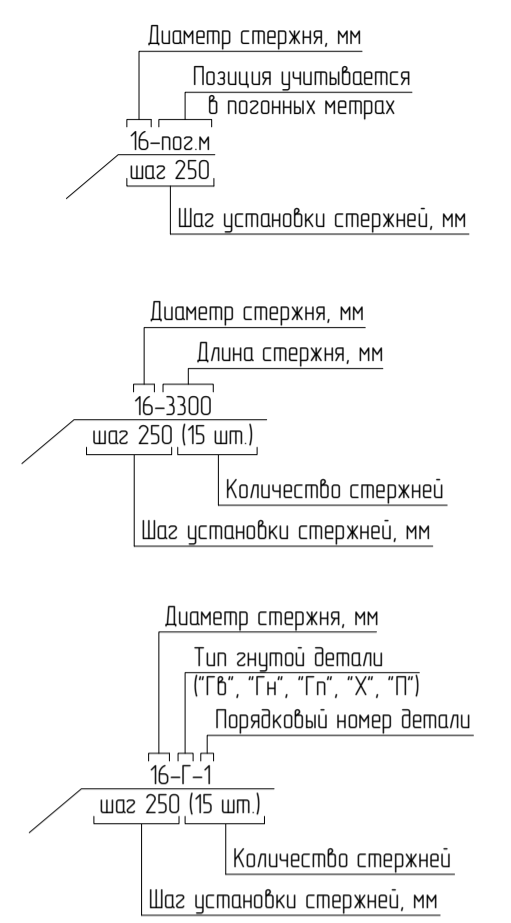 Диаметр стержня, мм
Позиция учитывается
в погонных метрах
16-пог.м
шаг 250
Шаг установки стержней, мм
Диаметр стержня, мм
Длина стержня, мм
16-3300
шаг 250 (15 шт.)
Количество стержней
Шаг установки стержней, мм
Диаметр стержня, мм
Тип гнутой детали
("Гв", "Гн", "Гп", "Х", "П")
Порядковый номер детали
16-Г-1
шаг 250 (15 шт.)
Количество стержней
Шаг установки стержней, мм